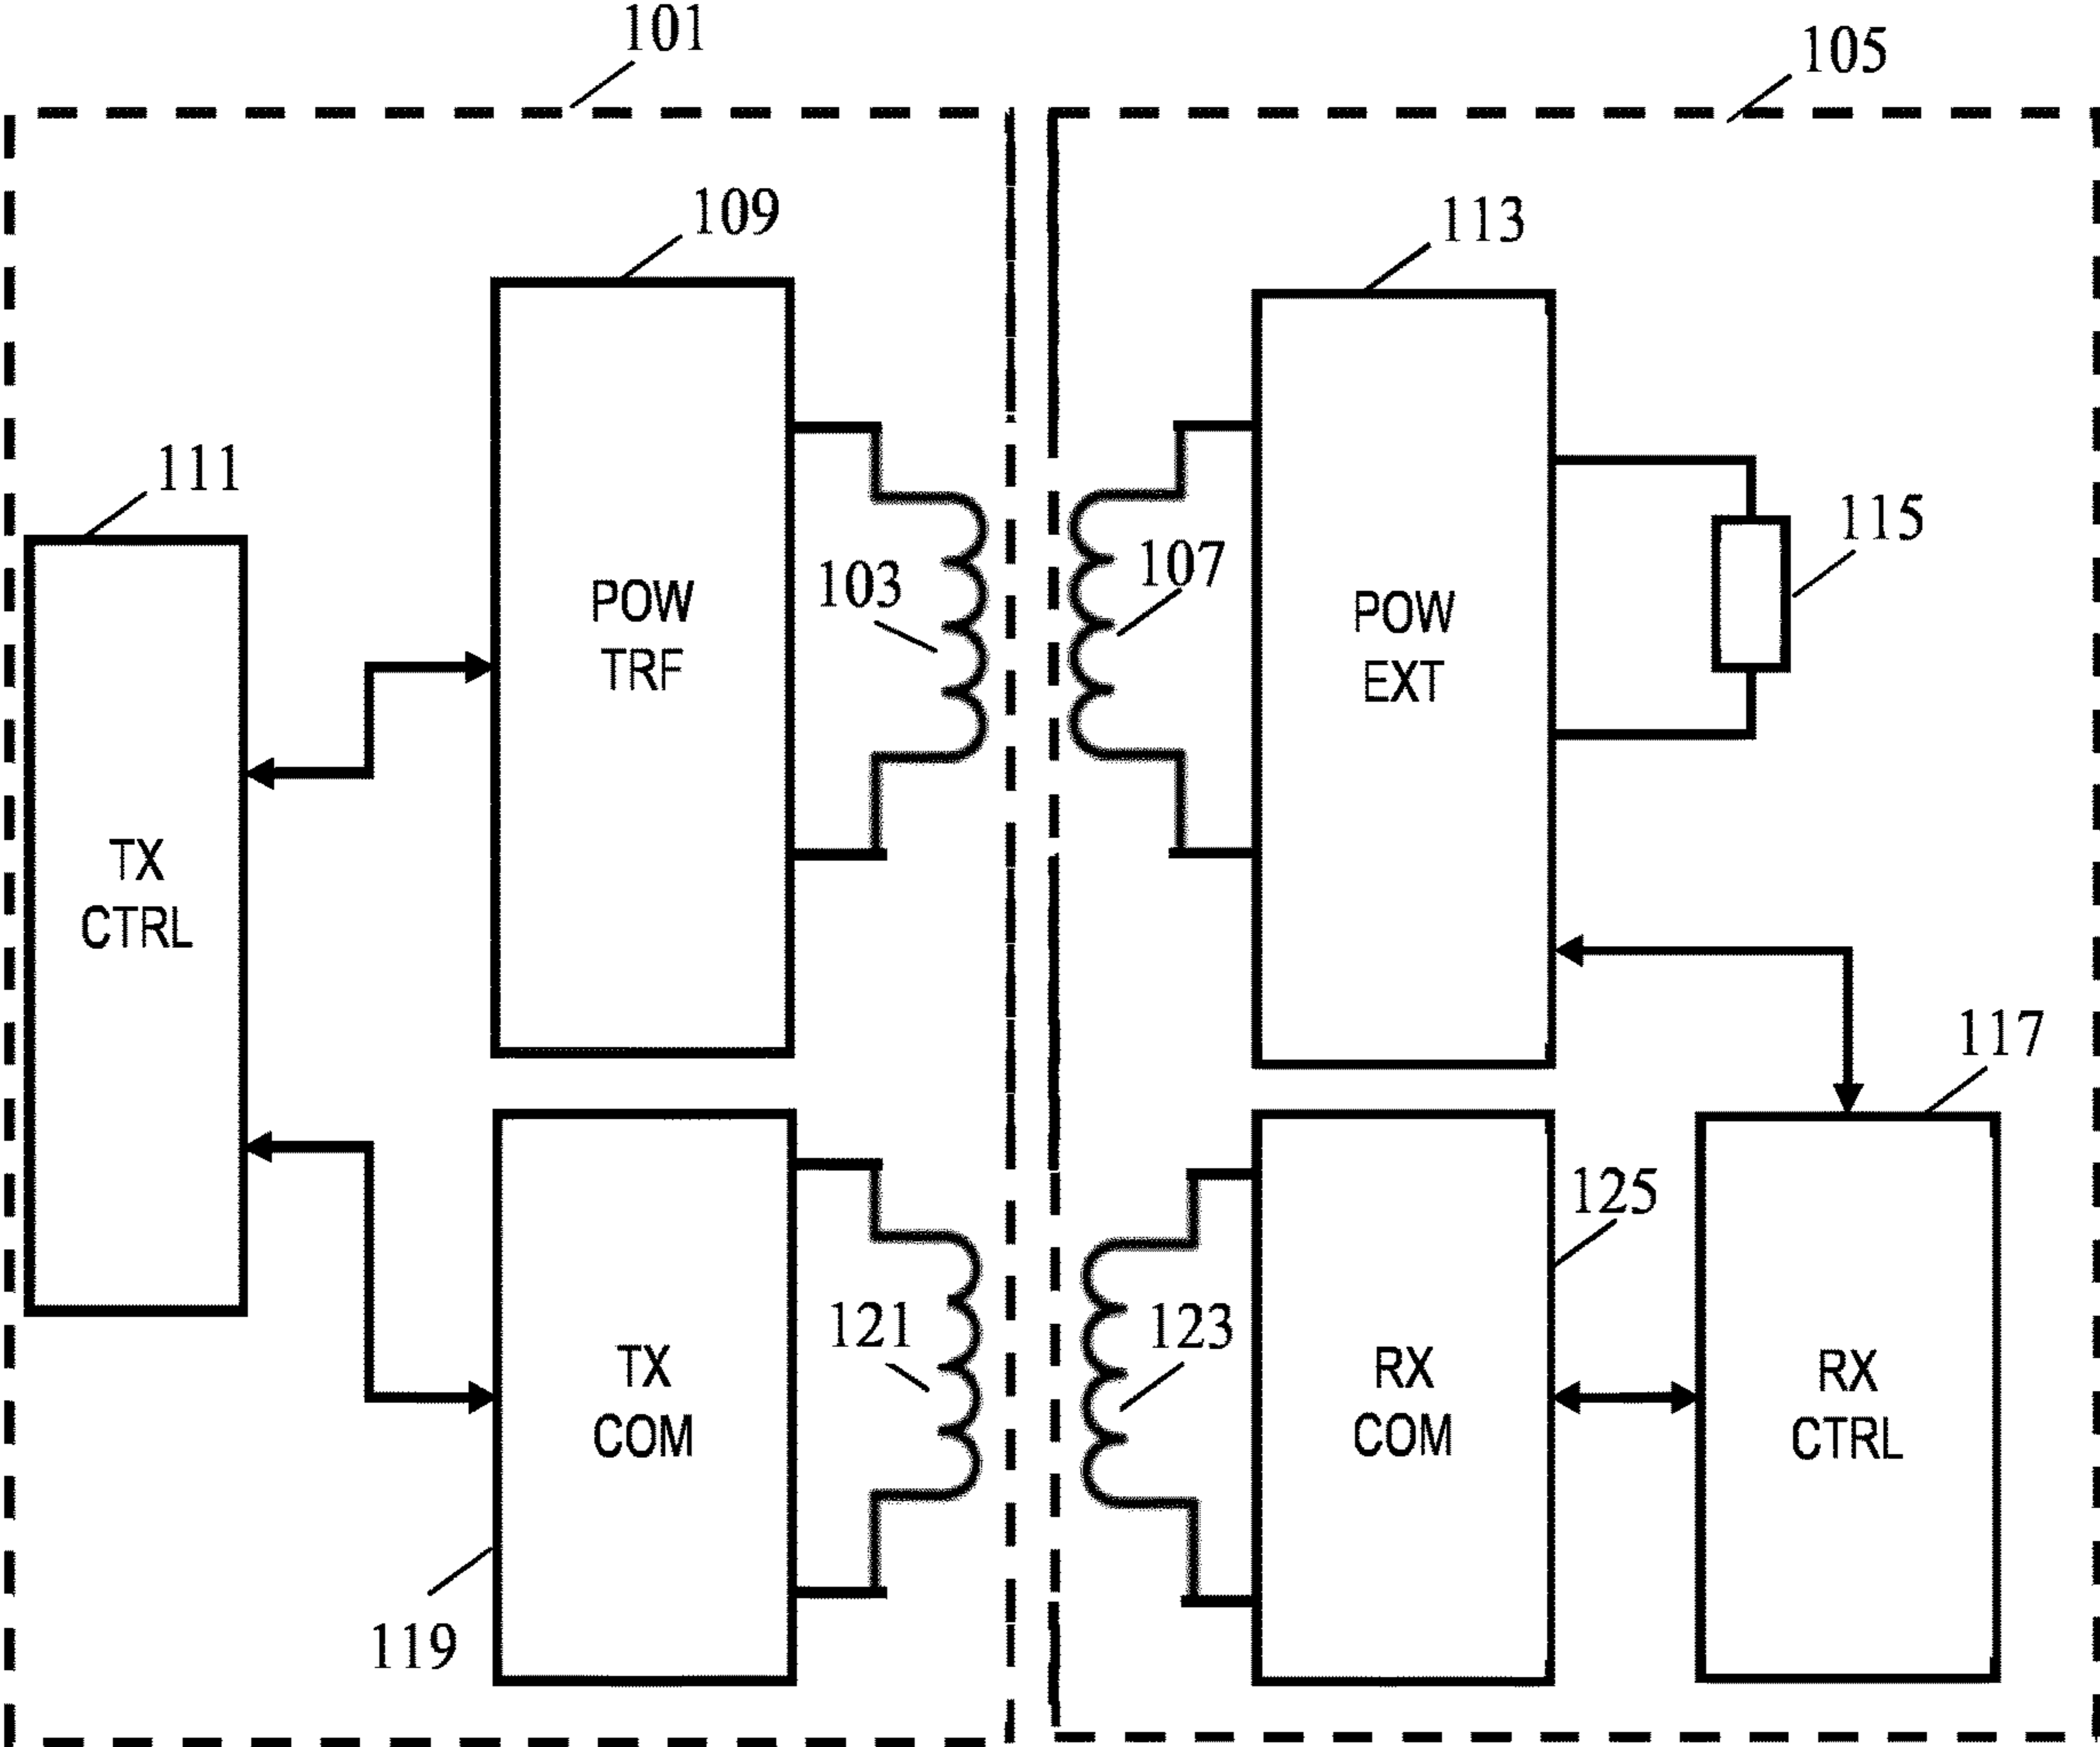 101
105
109
113
111
115
103
107
POW
TRF
POW
EXT
TX
CTRL
117
125
121
123
TX
COM
RX
COM
RX
CTRL
119